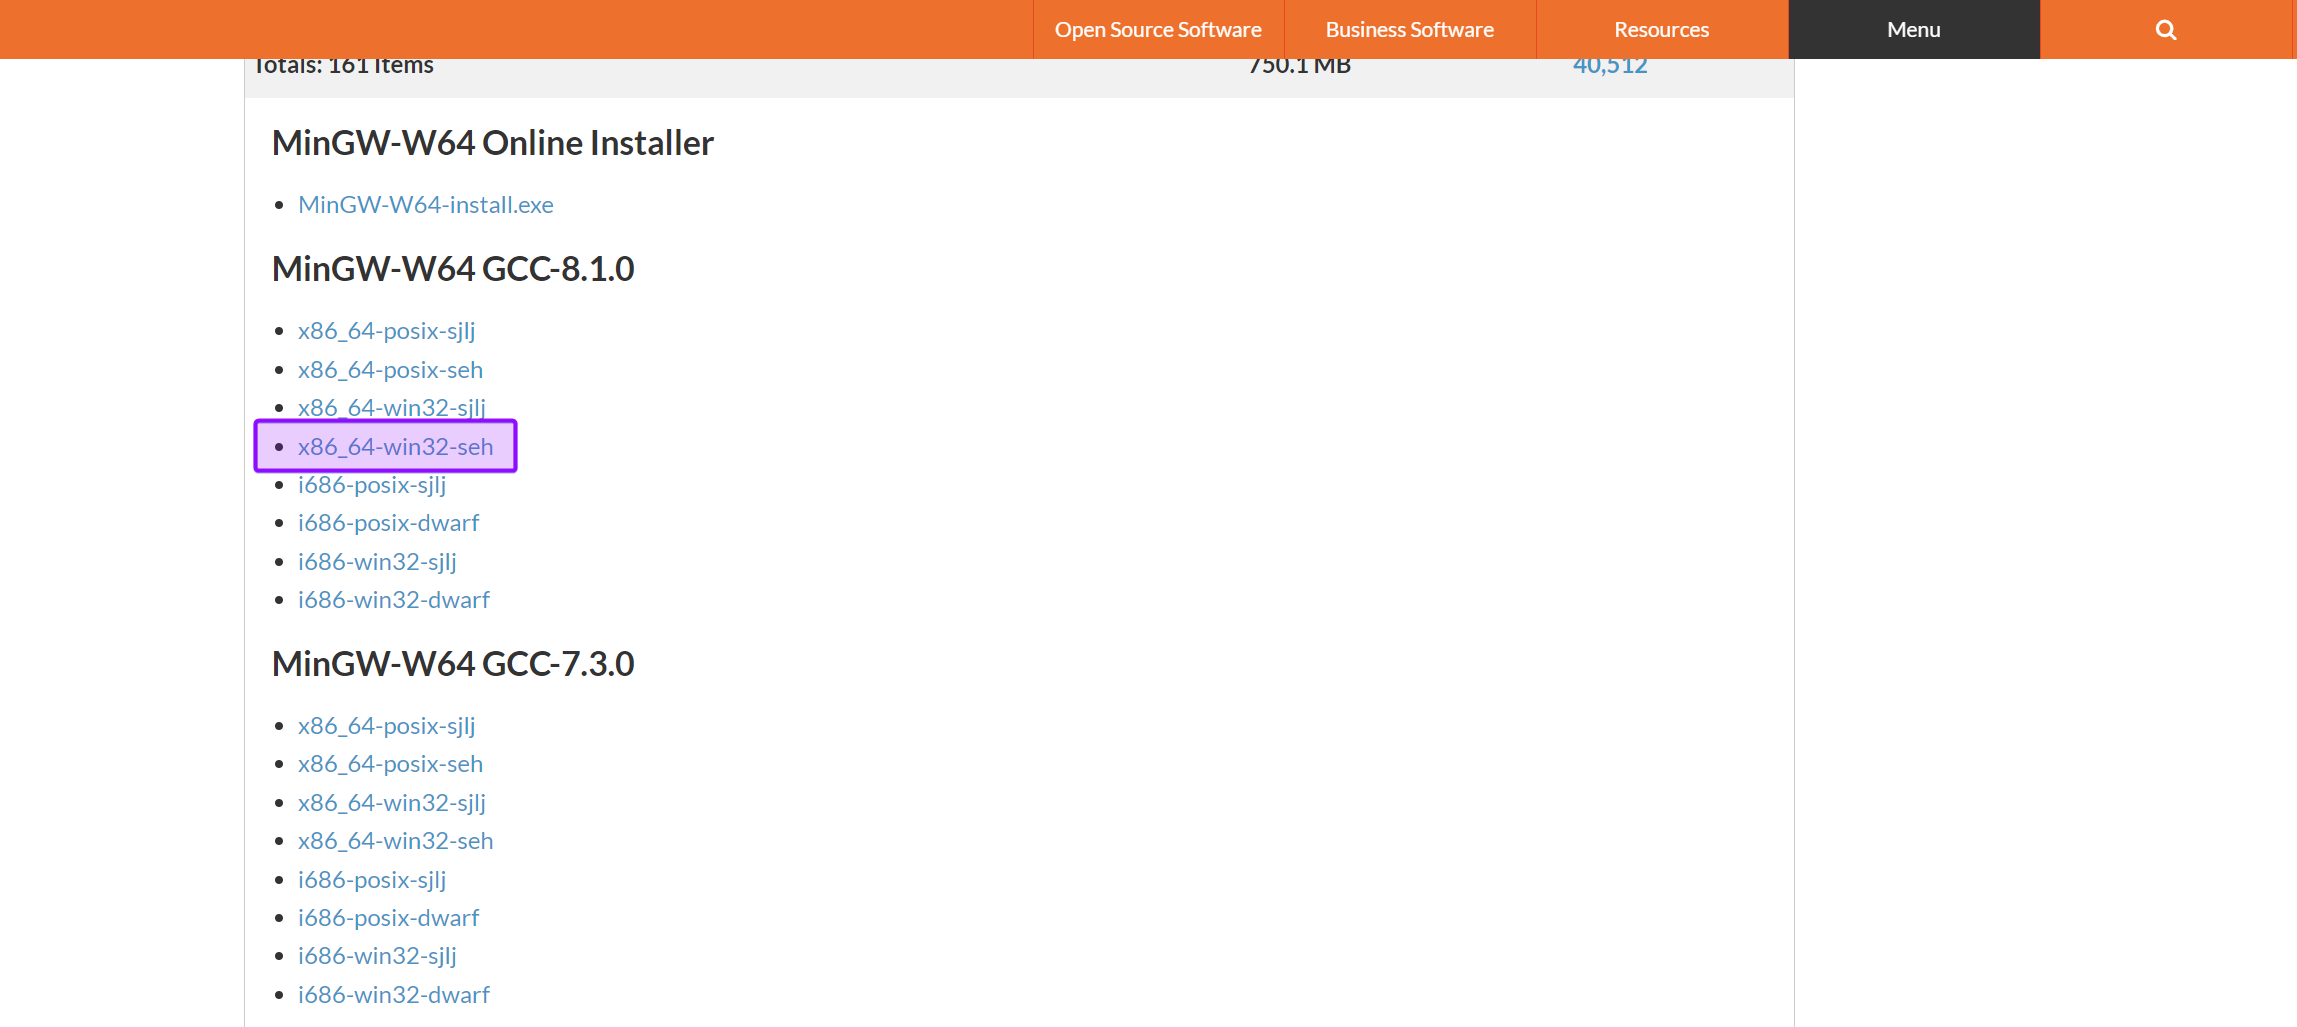 Open Source Software Business Software Resources Menu
Totals: 161 Items 750.1 MB 40,512
MinGW-W64 Online Installer
MinGW-W64-install.exe
MinGW-W64 GCC-8.1.0
x86_64-posix-sjlj
x86_64-posix-seh
x86_64-win32-sjlj
x86_64-win32-seh
i686-posix-sjlj
i686-posix-dwarf
i686-win32-sjlj
i686-win32-dwarf
MinGW-W64 GCC-7.3.0
x86_64-posix-sjlj
x86_64-posix-seh
x86_64-win32-sjlj
x86_64-win32-seh
i686-posix-sjlj
i686-posix-dwarf
i686-win32-sjlj
i686-win32-dwarf